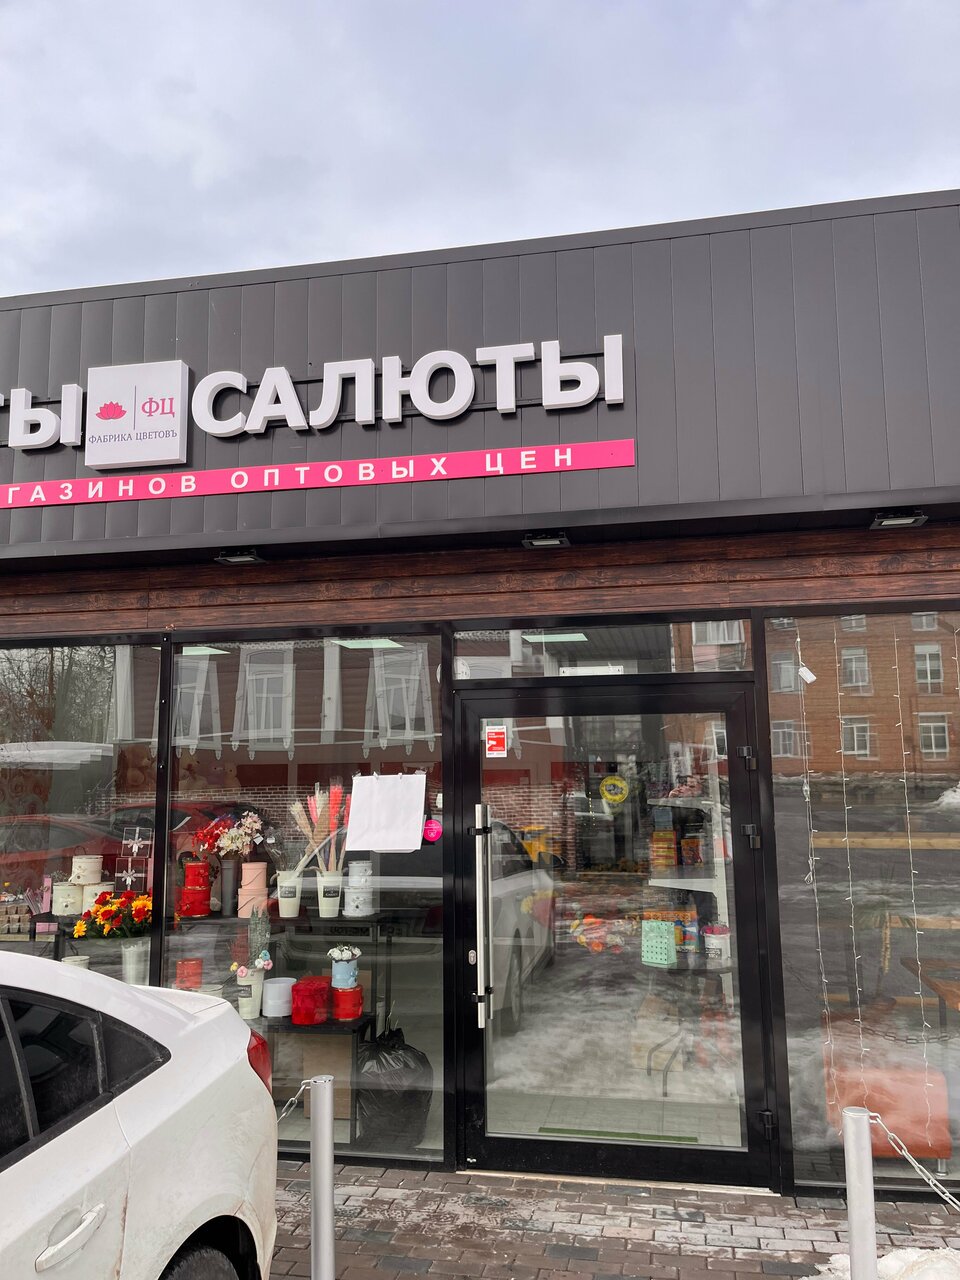 ТЫ САЛЮТЫ
ФЦ
ФАБРИКА ЦВЕТОВЪ
ГАЗИНОВ ОПТОВЫХ ЦЕН